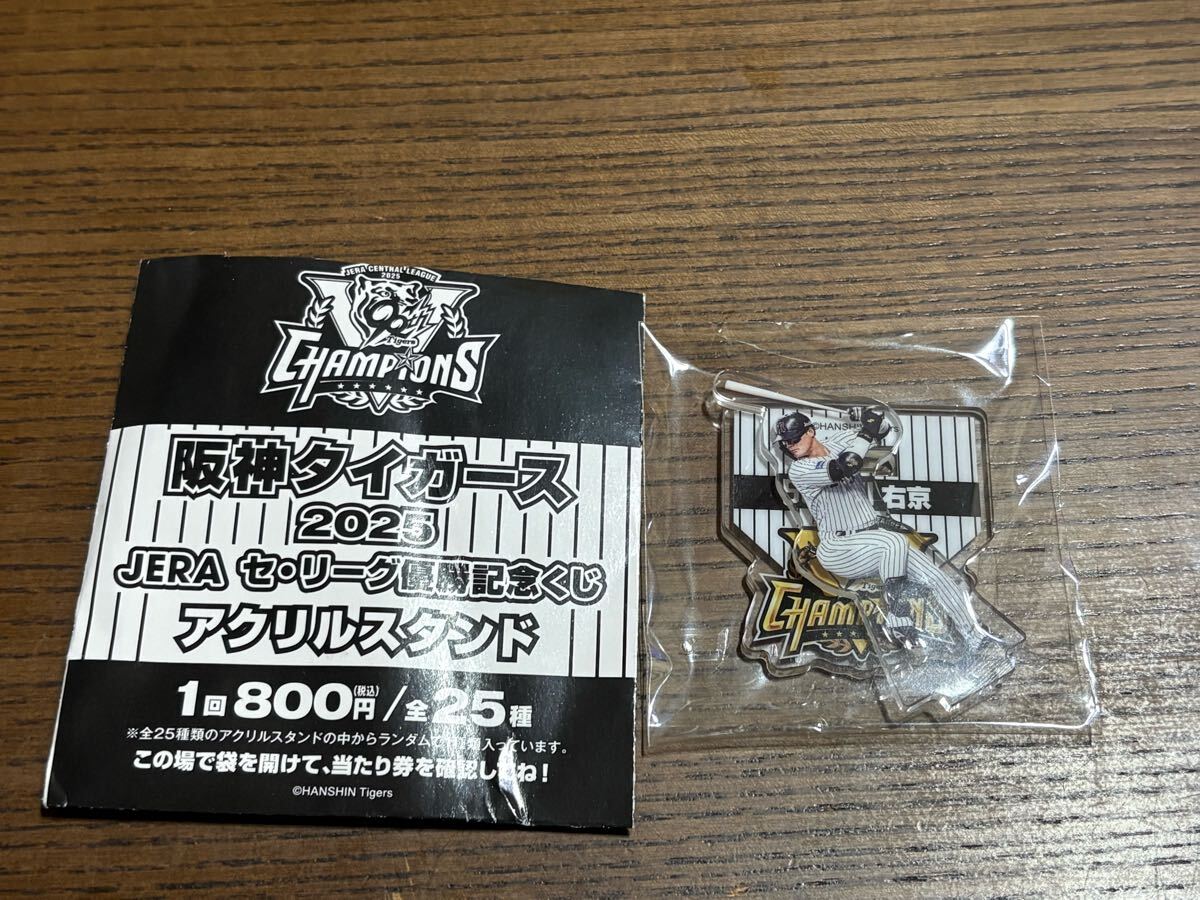 JERA CENTRAL LEAGUE
2025
Tigers
CHAMPIONS
阪神タイガース
2025
JERA セ・リーグ優勝記念くじ
アクリルスタンド
1回800円(税込)/全25種
※全25種類のアクリルスタンドの中からランダムで
入っています。
この場で袋を開けて、当たり券を確認し
ね!
©HANSHIN Tigers
©HANSHIN
右京
Tigers
CHAMPIONS